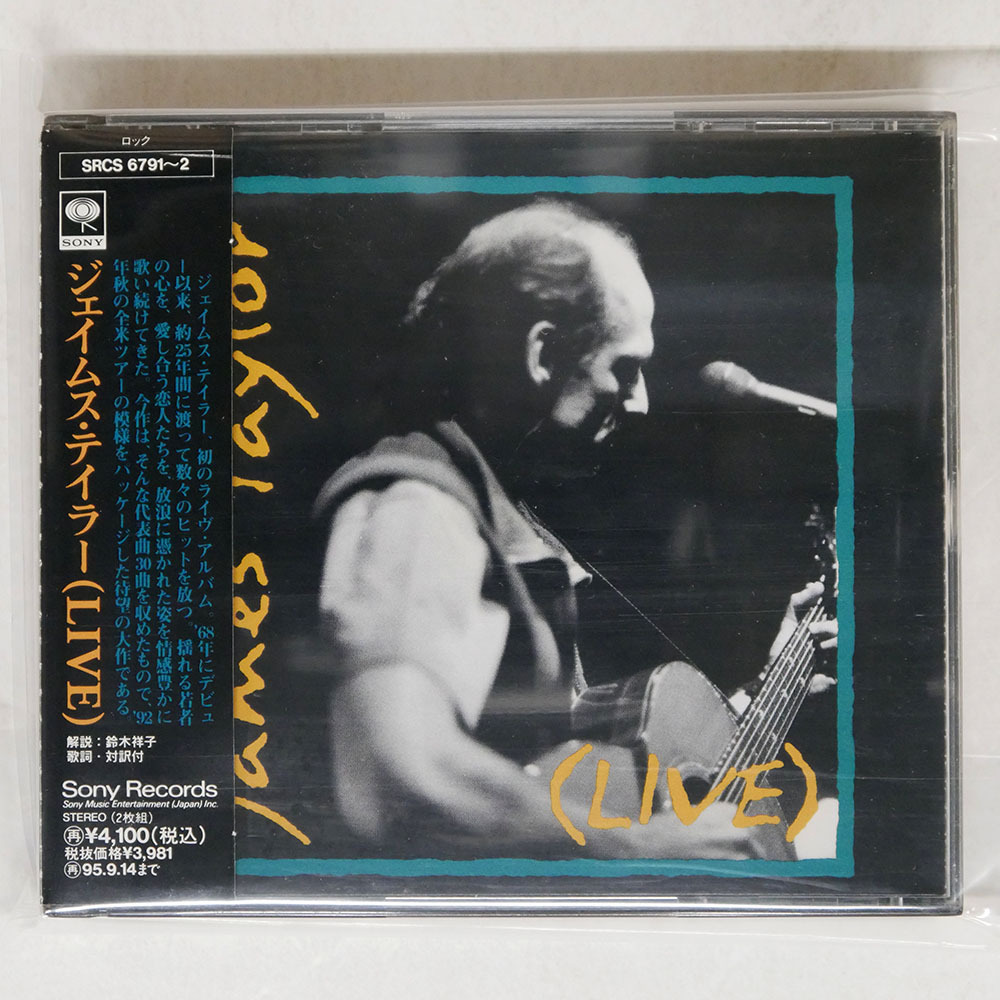 ロック
SRCS 6791〜2
SONY
ジェイムス・テイラー(LIVE)
ジェイムス・テイラー、初のライヴ・アルバム。'68年にデビュ
ー以来、約25年間に渡って数々のヒットを放つ。揺れる若者
の心を、愛し合う恋人たちを、放浪に憑かれた姿を情感豊かに
歌い続けてきた。今作は、そんな代表曲30曲を収めたもので、'92
年秋の全米ツアーの模様をパッケージした待望の大作である。
解説:鈴木祥子
歌詞・対訳付
Sony Records
Sony Music Entertainment (Japan) Inc.
STEREO (2枚組)
再¥4,100(税込)
税抜価格¥3,981
再95.9.14まで
James Taylor
(LIVE)